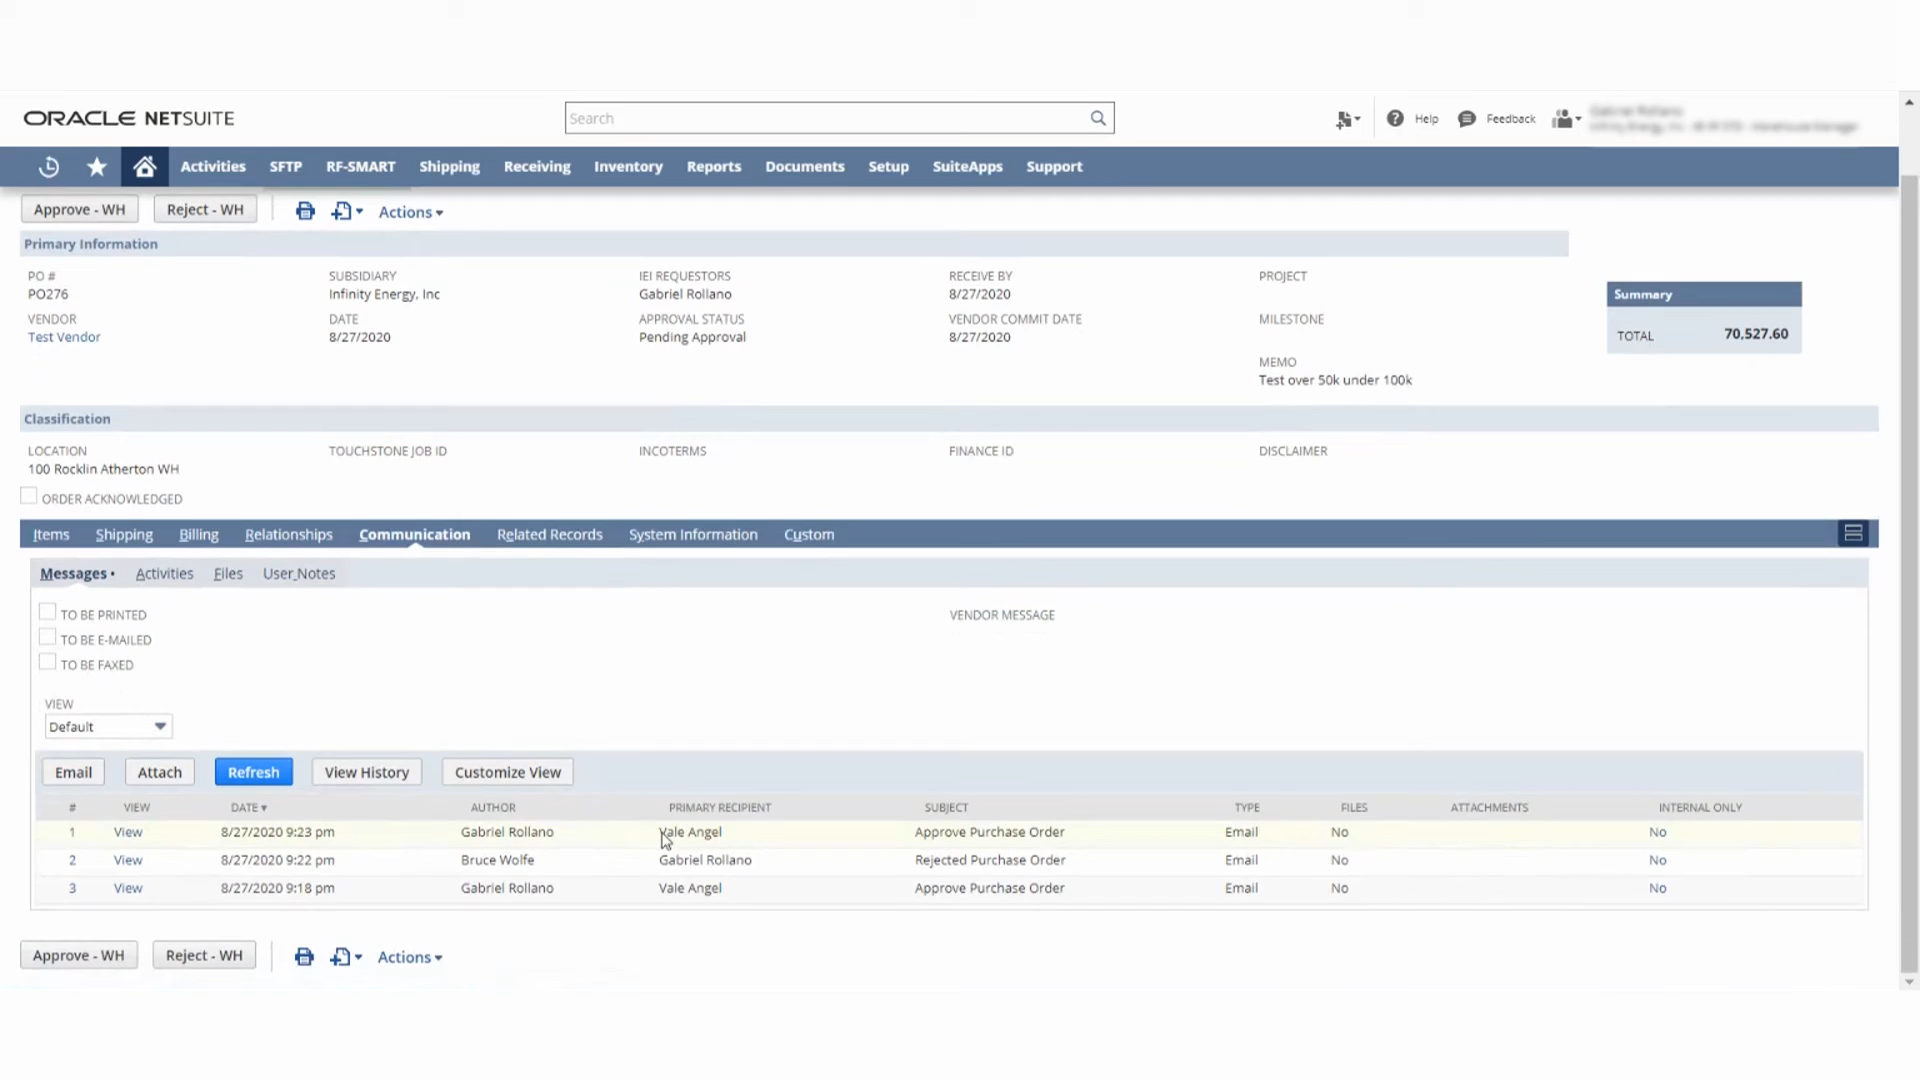 ORACLE NETSUITE
Search
Help
Feedback
Activities SFTP RF-SMART Shipping Receiving Inventory Reports Documents Setup SuiteApps Support
Approve - WH Reject - WH Actions
Primary Information
PO # SUBSIDIARY IEI REQUESTORS RECEIVE BY PROJECT
PO276 Infinity Energy, Inc Gabriel Rollano 8/27/2020
Summary
VENDOR DATE APPROVAL STATUS VENDOR COMMIT DATE MILESTONE
Test Vendor 8/27/2020 Pending Approval 8/27/2020
TOTAL 70,527.60
MEMO
Test over 50k under 100k
Classification
LOCATION TOUCHSTONE JOB ID INCOTERMS FINANCE ID DISCLAIMER
100 Rocklin Atherton WH
ORDER ACKNOWLEDGED
Items Shipping Billing Relationships Communication Related Records System Information Custom
Messages • Activities Files User Notes
TO BE PRINTED VENDOR MESSAGE
TO BE E-MAILED
TO BE FAXED
VIEW
Default
Email Attach Refresh View History Customize View
# VIEW DATE AUTHOR PRIMARY RECIPIENT SUBJECT TYPE FILES ATTACHMENTS INTERNAL ONLY
1 View 8/27/2020 9:23 pm Gabriel Rollano Vale Angel Approve Purchase Order Email No No
2 View 8/27/2020 9:22 pm Bruce Wolfe Gabriel Rollano Rejected Purchase Order Email No No
3 View 8/27/2020 9:18 pm Gabriel Rollano Vale Angel Approve Purchase Order Email No No
Approve - WH Reject - WH Actions